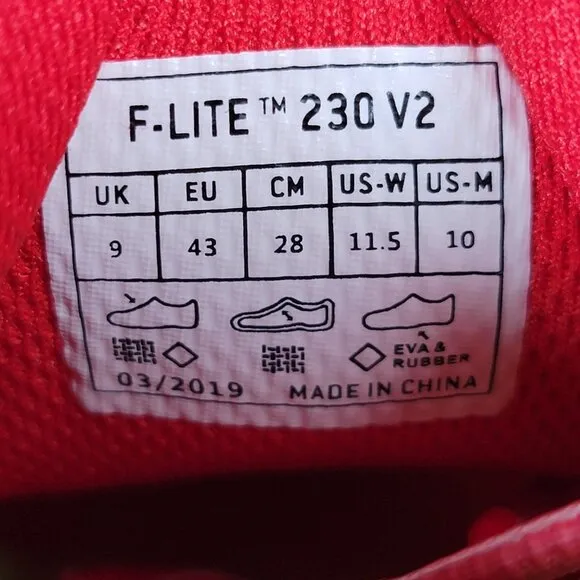 F-LITE™ 230 V2
UK EU CM US-W US-M
9 43 28 11.5 10
EVA &
RUBBER
03/2019 MADE IN CHINA